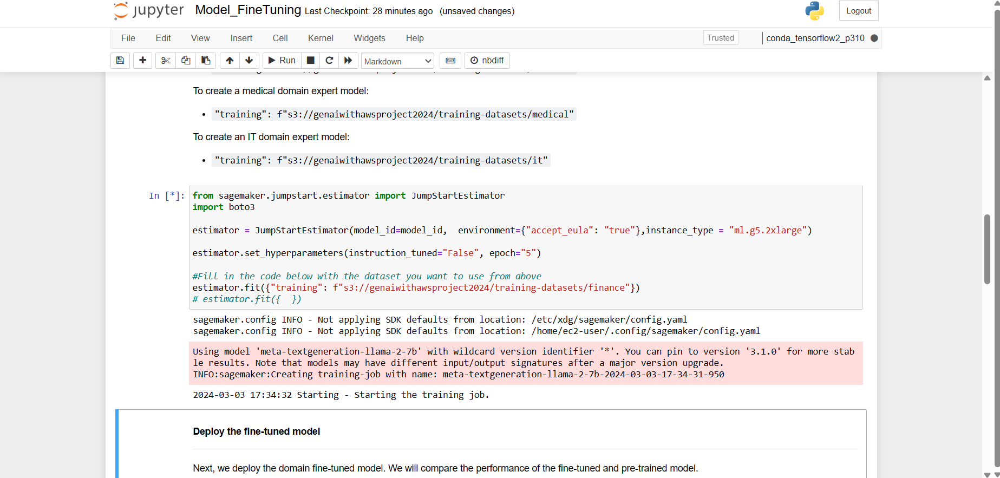 jupyter Model_FineTuning Last Checkpoint: 28 minutes ago (unsaved changes) Logout
File Edit View Insert Cell Kernel Widgets Help Trusted conda_tensorflow2_p310
Run Markdown nbdiff
To create a medical domain expert model:
• "training": f"s3://genaiwithawsproject2024/training-datasets/medical"
To create an IT domain expert model:
• "training": f"s3://genaiwithawsproject2024/training-datasets/it"
In [*]: from sagemaker.jumpstart.estimator import JumpStartEstimator
import boto3
estimator = JumpStartEstimator(model_id=model_id,  environment={"accept_eula": "true"},instance_type = "ml.g5.2xlarge")
estimator.set_hyperparameters(instruction_tuned="False", epoch="5")
#Fill in the code below with the dataset you want to use from above
estimator.fit({"training": f"s3://genaiwithawsproject2024/training-datasets/finance"})
# estimator.fit({  })
sagemaker.config INFO - Not applying SDK defaults from location: /etc/xdg/sagemaker/config.yaml
sagemaker.config INFO - Not applying SDK defaults from location: /home/ec2-user/.config/sagemaker/config.yaml
Using model 'meta-textgeneration-llama-2-7b' with wildcard version identifier '*'. You can pin to version '3.1.0' for more stab
le results. Note that models may have different input/output signatures after a major version upgrade.
INFO:sagemaker:Creating training-job with name: meta-textgeneration-llama-2-7b-2024-03-03-17-34-31-950
2024-03-03 17:34:32 Starting - Starting the training job.
Deploy the fine-tuned model
Next, we deploy the domain fine-tuned model. We will compare the performance of the fine-tuned and pre-trained model.